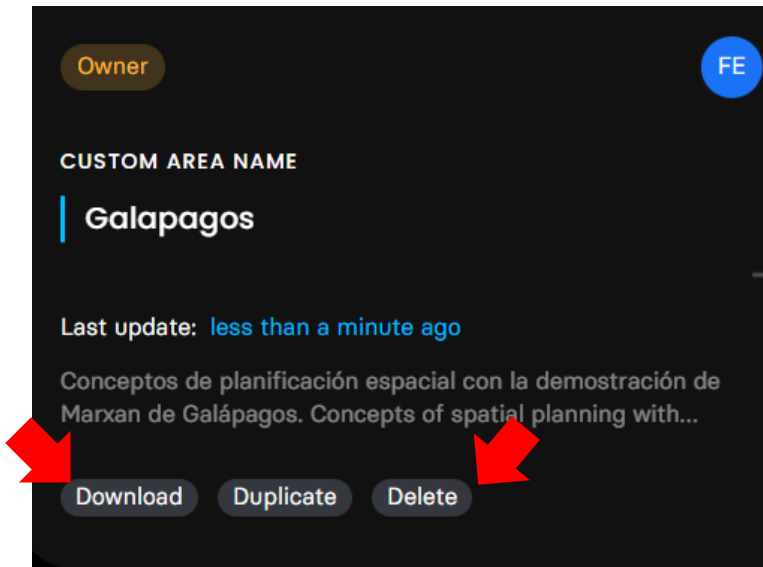 Owner
FE
CUSTOM AREA NAME
Galapagos
Last update: less than a minute ago
Conceptos de planificación espacial con la demostración de
Marxan de Galápagos. Concepts of spatial planning with...
Download Duplicate Delete